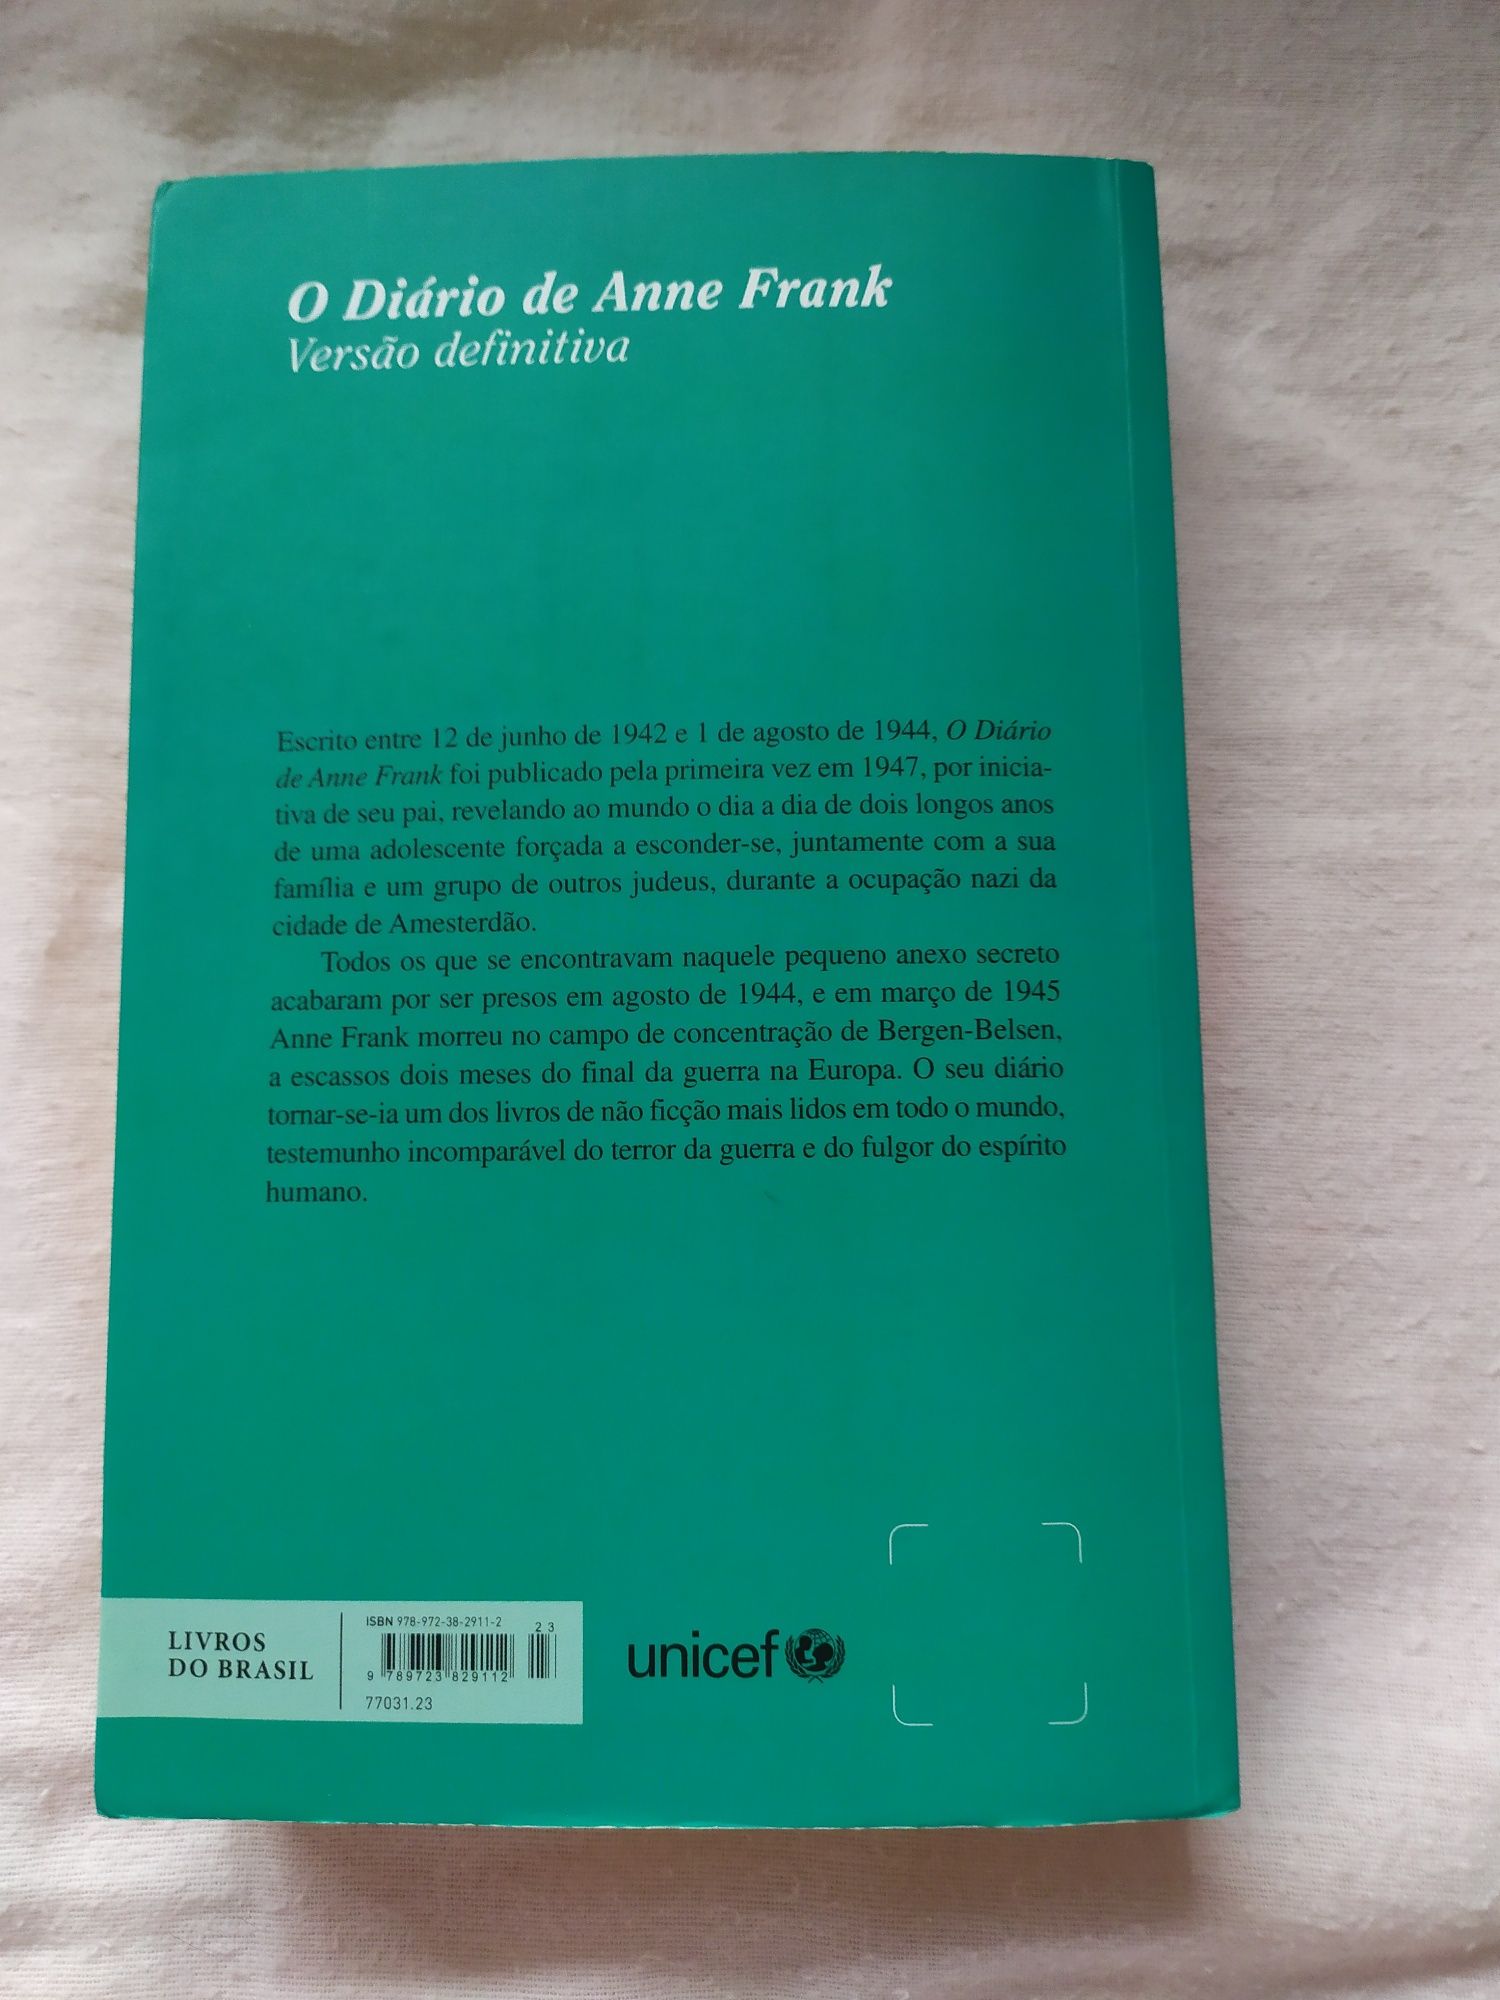 O Diário de Anne Frank
Versão definitiva
Escrito entre 12 de junho de 1942 e 1 de agosto de 1944, O Diário
de Anne Frank foi publicado pela primeira vez em 1947, por inicia-
tiva de seu pai, revelando ao mundo o dia a dia de dois longos anos
de uma adolescente forçada a esconder-se, juntamente com a sua
família e um grupo de outros judeus, durante a ocupação nazi da
cidade de Amesterdão.
Todos os que se encontravam naquele pequeno anexo secreto
acabaram por ser presos em agosto de 1944, e em março de 1945
Anne Frank morreu no campo de concentração de Bergen-Belsen,
a escassos dois meses do final da guerra na Europa. O seu diário
tornar-se-ia um dos livros de não ficção mais lidos em todo o mundo,
testemunho incomparável do terror da guerra e do fulgor do espírito
humano.
LIVROS
DO BRASIL
ISBN 978-972-38-2911-2
23
9 789723 829112
77031.23
unicef